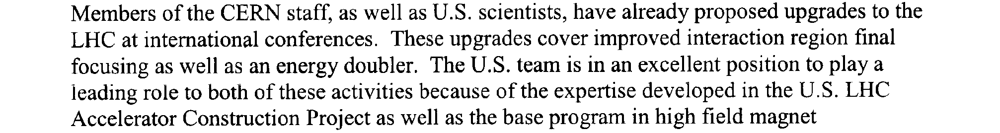 Members of the CERN staff, as well as U.S. scientists, have already proposed upgrades to the
LHC at international conferences.  These upgrades cover improved interaction region final
focusing as well as an energy doubler.  The U.S. team is in an excellent position to play a
leading role to both of these activities because of the expertise developed in the U.S. LHC
Accelerator Construction Project as well as the base program in high field magnet